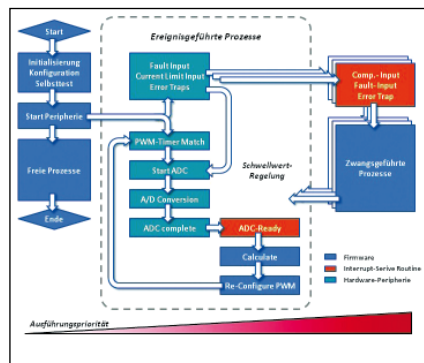 Start
Initialisierung
Konfiguration
Selbsttest
Start Peripherie
Freie Prozesse
Ende
Ereignisgeführte Prozesse
Fault Input
Current Limit Input
Error Traps
PWM-Timer Match
Start ADC
A/D Conversion
ADC complete
ADC-Ready
Calculate
Re-Configure PWM
Schwellwert-
Regelung
Comp.- Input
Fault-Input
Error Trap
Zwangsgeführte
Prozesse
Firmware
Interrupt-Serive Routine
Hardware-Peripherie
Ausführungspriorität